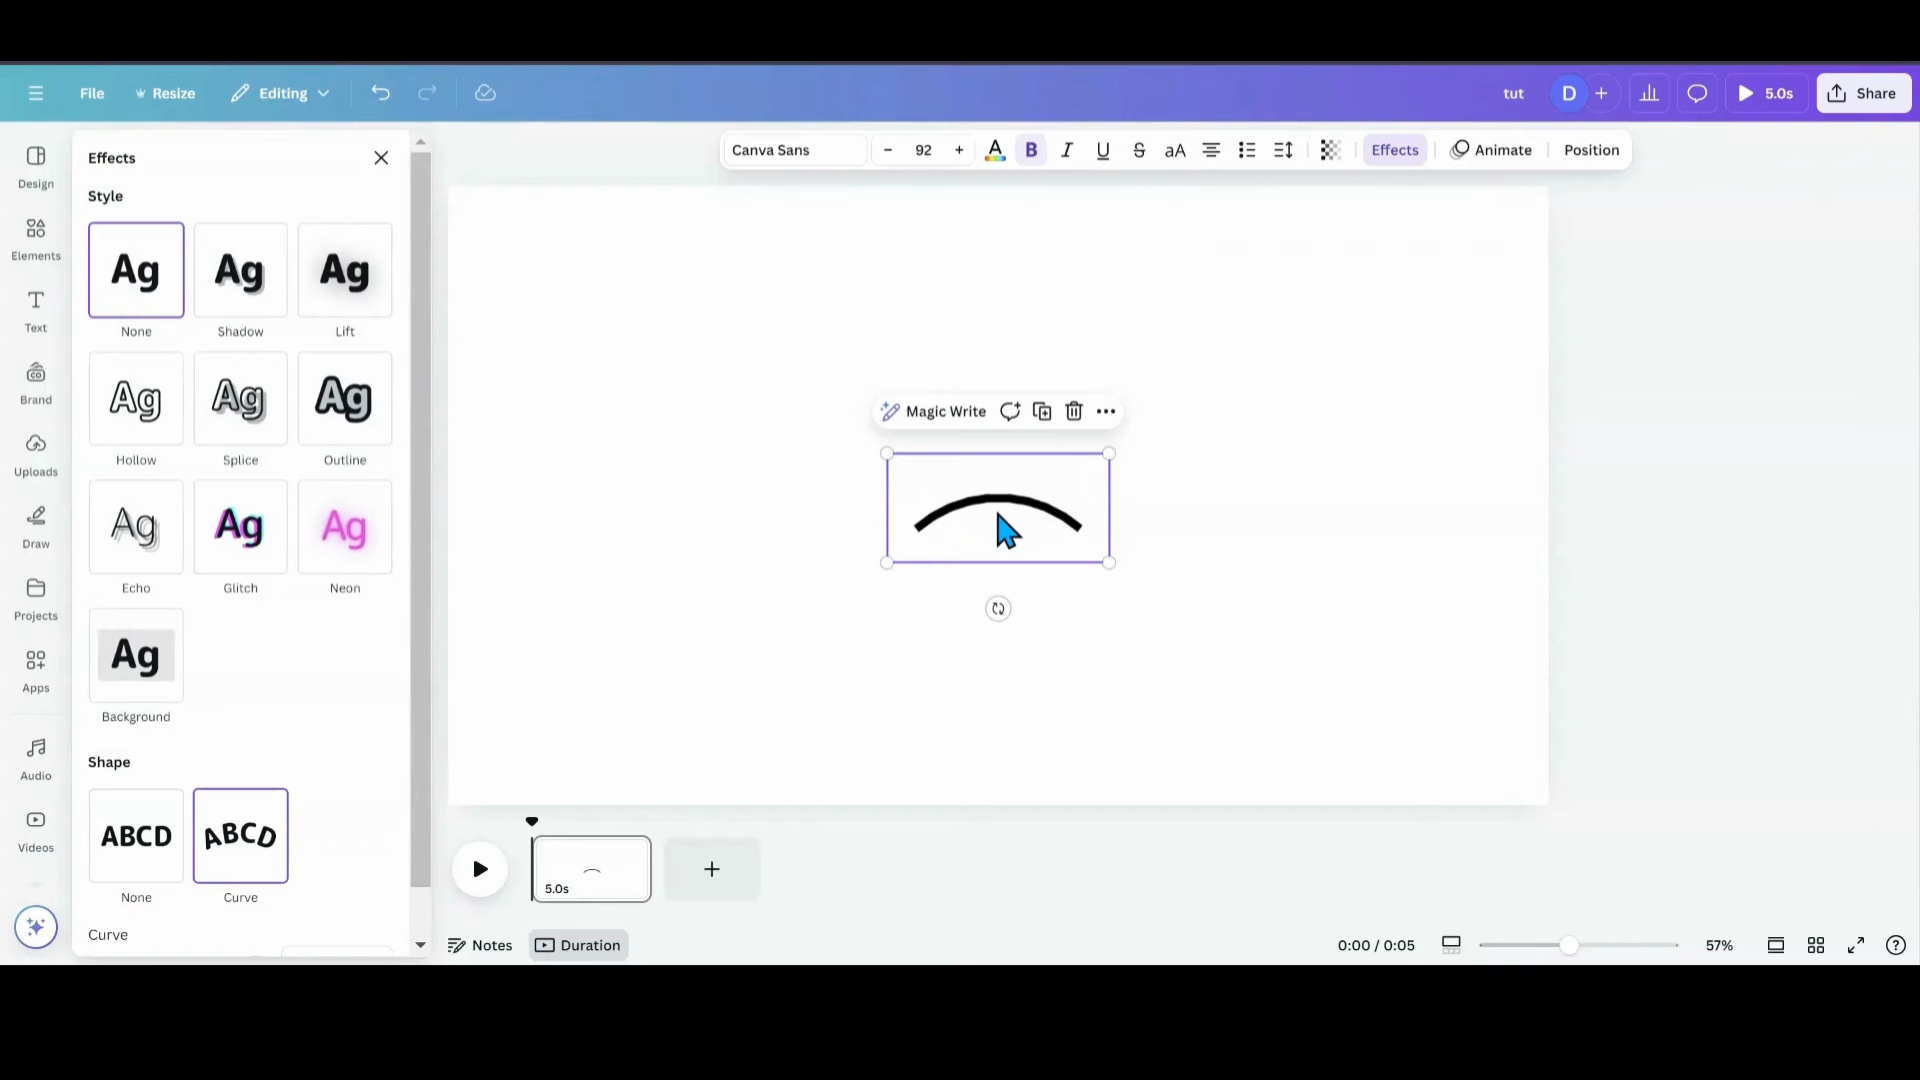 File
Resize
Editing
tut
D
5.0s
Share
Canva Sans
– 92 +
A B I U S aA
Effects
Animate
Position
Design
Elements
Text
Brand
Uploads
Draw
Projects
Apps
Audio
Videos
Effects
Style
Ag Ag Ag
None Shadow Lift
Ag Ag Ag
Hollow Splice Outline
Ag Ag Ag
Echo Glitch Neon
Ag
Background
Shape
ABCD ABCD
None Curve
Curve
Magic Write
5.0s
Notes
Duration
0:00 / 0:05
57%